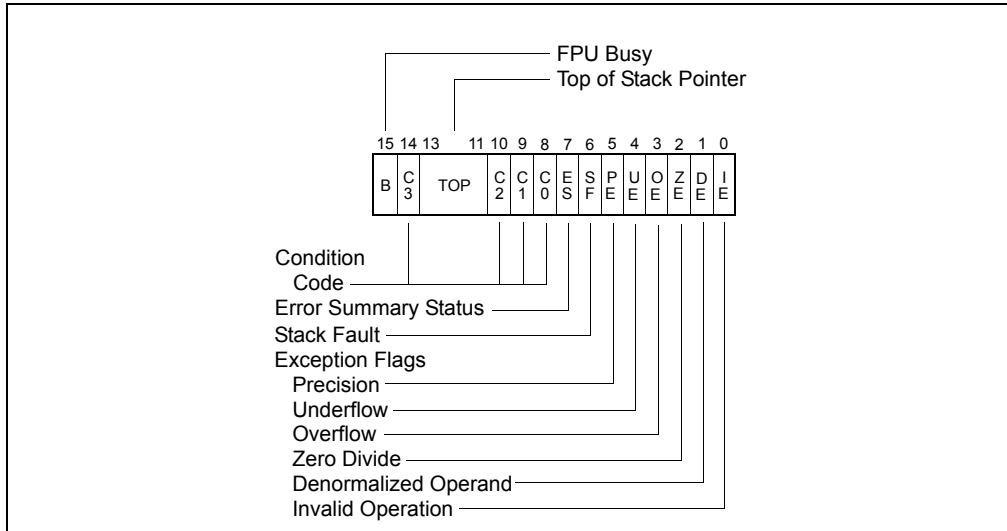 FPU Busy
Top of Stack Pointer
15 14 13 11 10 9 8 7 6 5 4 3 2 1 0
B C3 TOP C2 C1 C0 ES SF PE UE OE ZE DE IE
Condition
Code
Error Summary Status
Stack Fault
Exception Flags
Precision
Underflow
Overflow
Zero Divide
Denormalized Operand
Invalid Operation